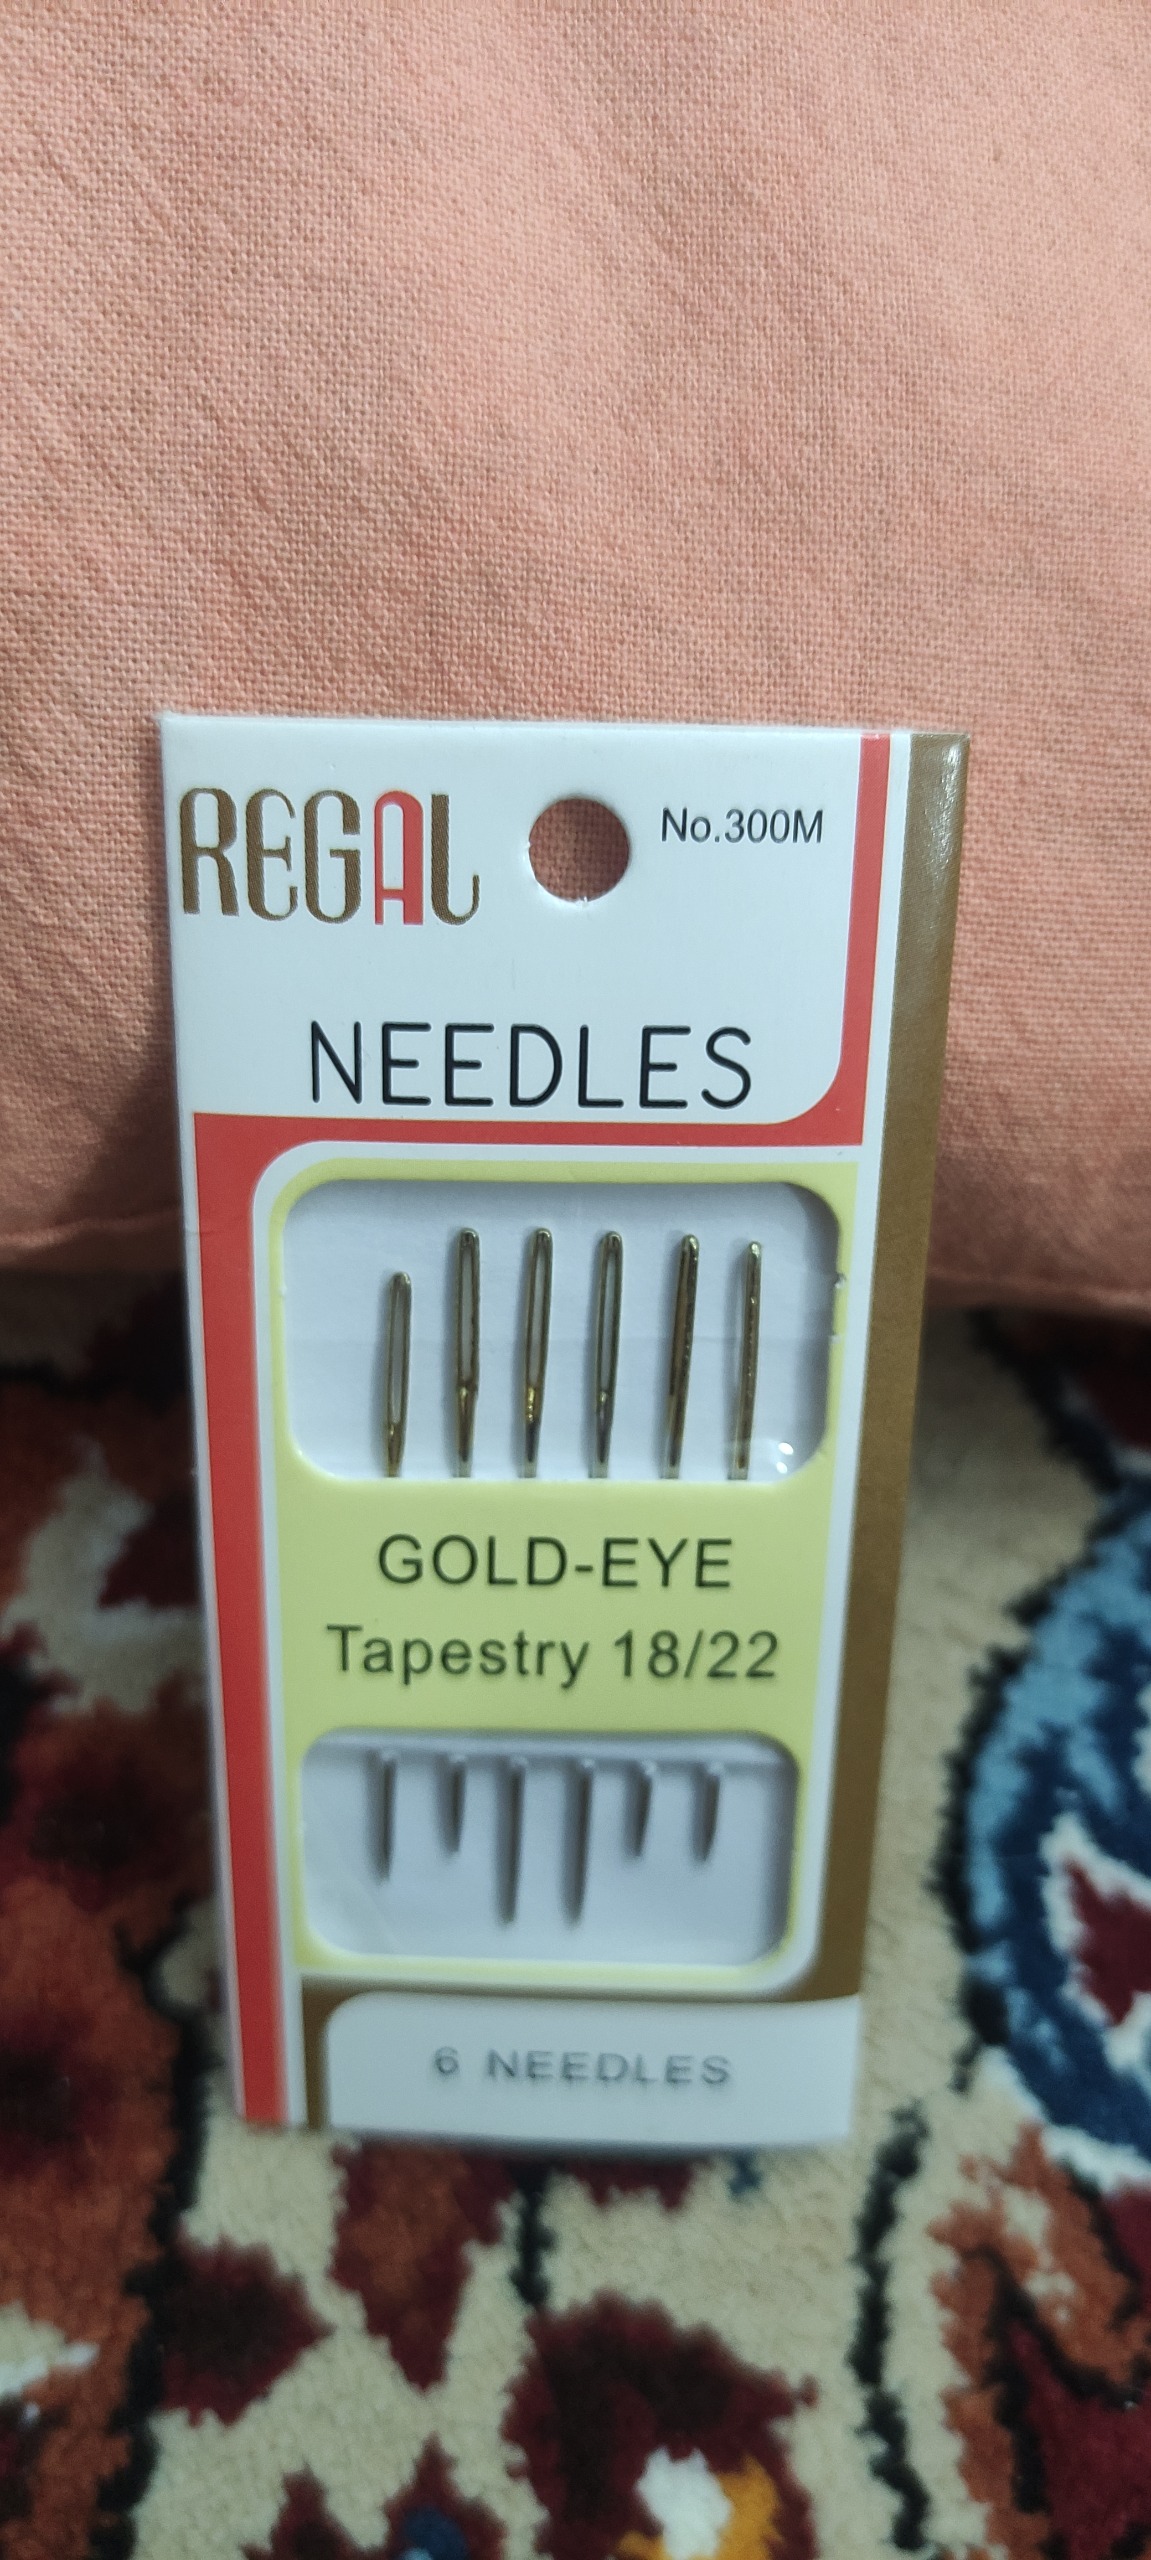 REGAL
No.300M
NEEDLES
GOLD-EYE
Tapestry 18/22
6 NEEDLES